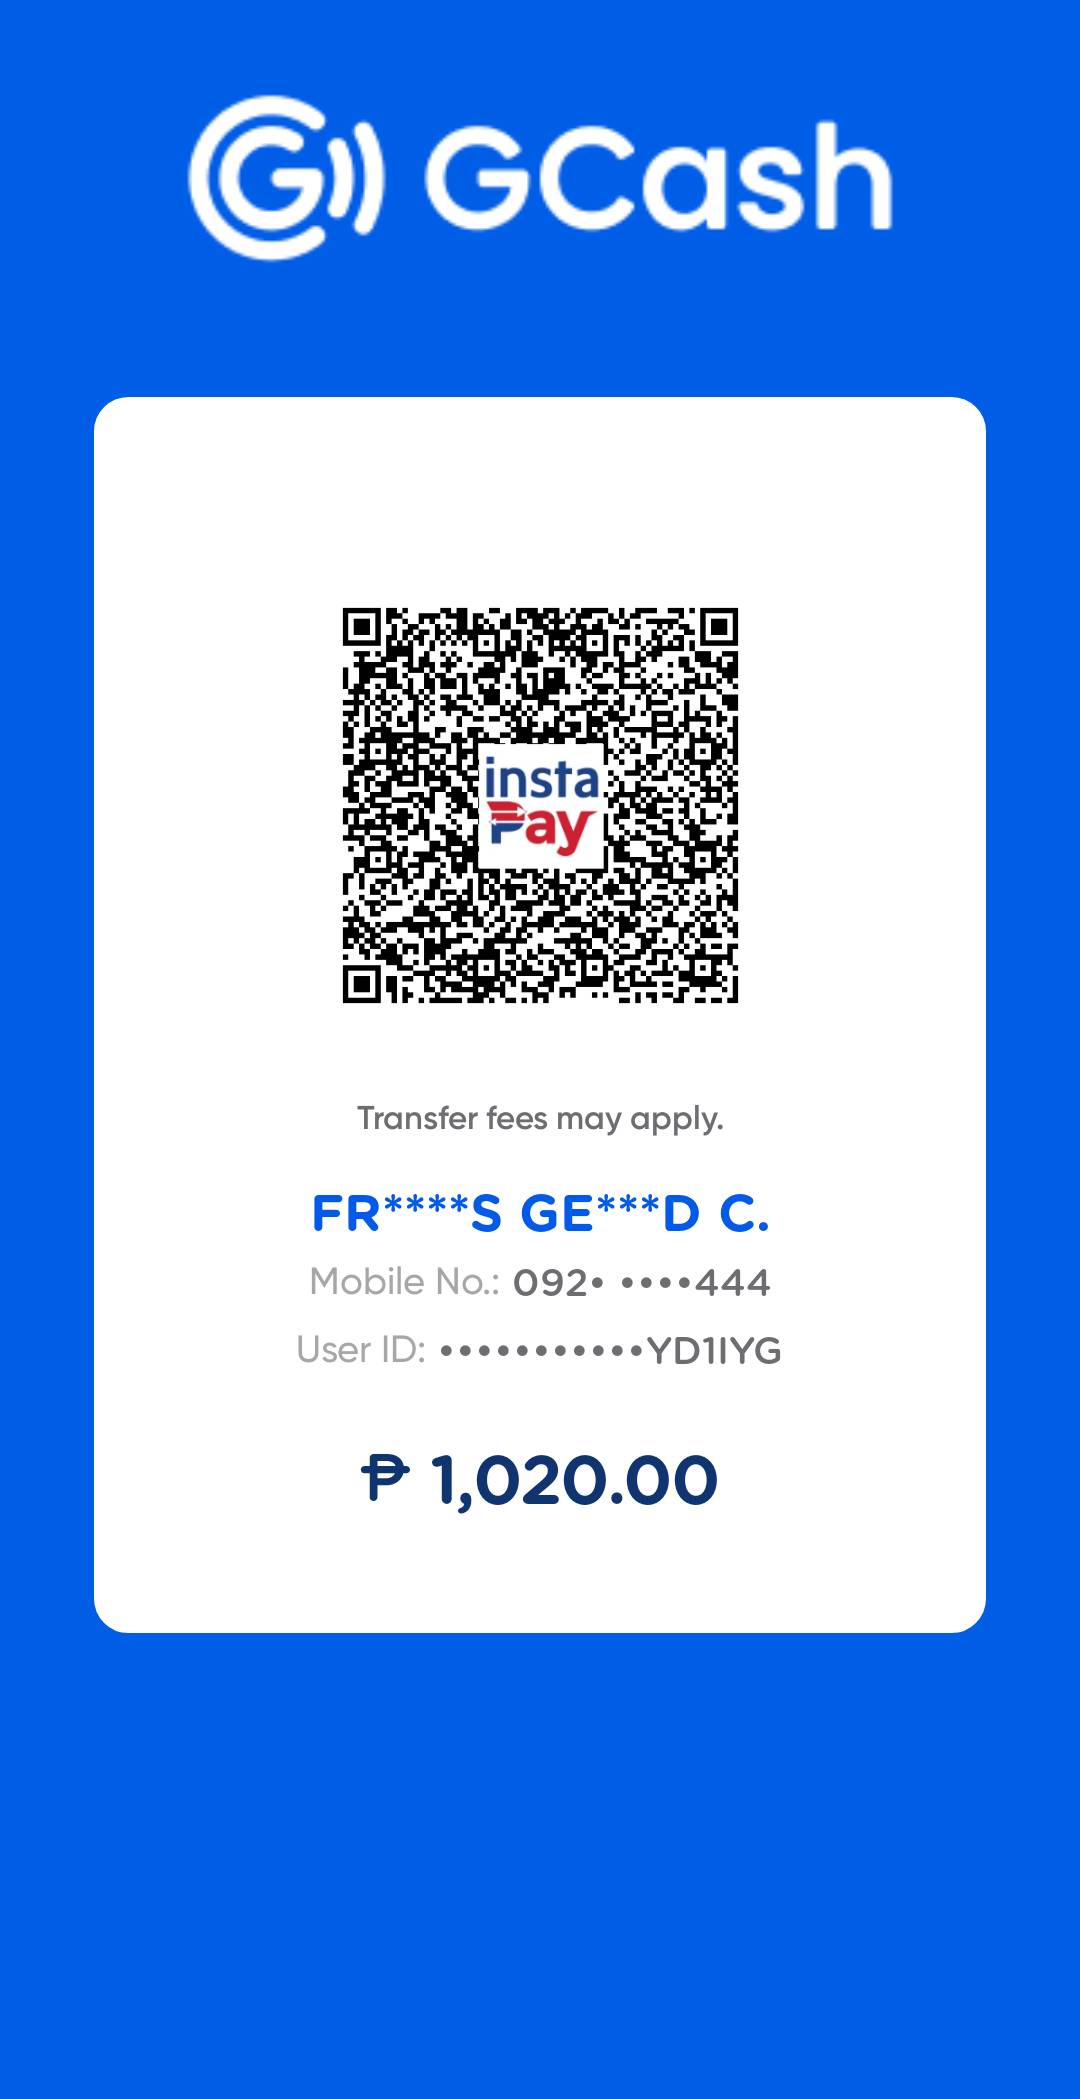 GCash
insta
Pay
Transfer fees may apply.
FR****S GE***D C.
Mobile No.: 092• ••••444
User ID: •••••••••••YD1IYG
₱ 1,020.00